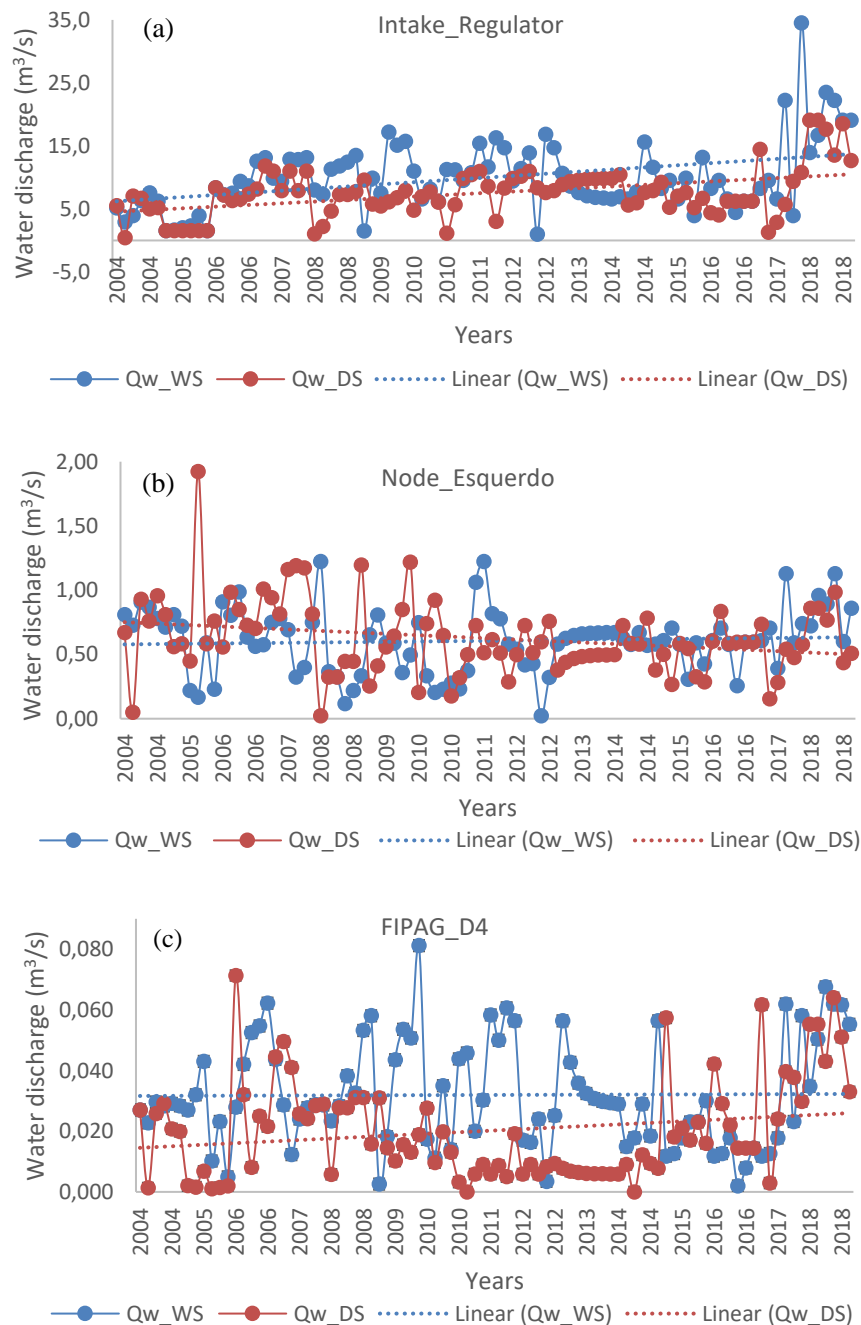 (a)
Intake_Regulator
Water discharge (m³/s)
35,0
25,0
15,0
5,0
-5,0
2004 2004 2005 2006 2006 2007 2008 2008 2009 2010 2010 2011 2012 2012 2013 2014 2014 2015 2016 2016 2017 2018 2018
Years
Qw_WS Qw_DS Linear (Qw_WS) Linear (Qw_DS)
(b)
Node_Esquerdo
Water discharge (m³/s)
2,00
1,50
1,00
0,50
0,00
2004 2004 2005 2006 2006 2007 2008 2008 2009 2010 2010 2011 2012 2012 2013 2014 2014 2015 2016 2016 2017 2018 2018
Years
Qw_WS Qw_DS Linear (Qw_WS) Linear (Qw_DS)
(c)
FIPAG_D4
Water discharge (m³/s)
0,080
0,060
0,040
0,020
0,000
2004 2004 2005 2006 2006 2007 2008 2008 2009 2010 2010 2011 2012 2012 2013 2014 2014 2015 2016 2016 2017 2018 2018
Years
Qw_WS Qw_DS Linear (Qw_WS) Linear (Qw_DS)